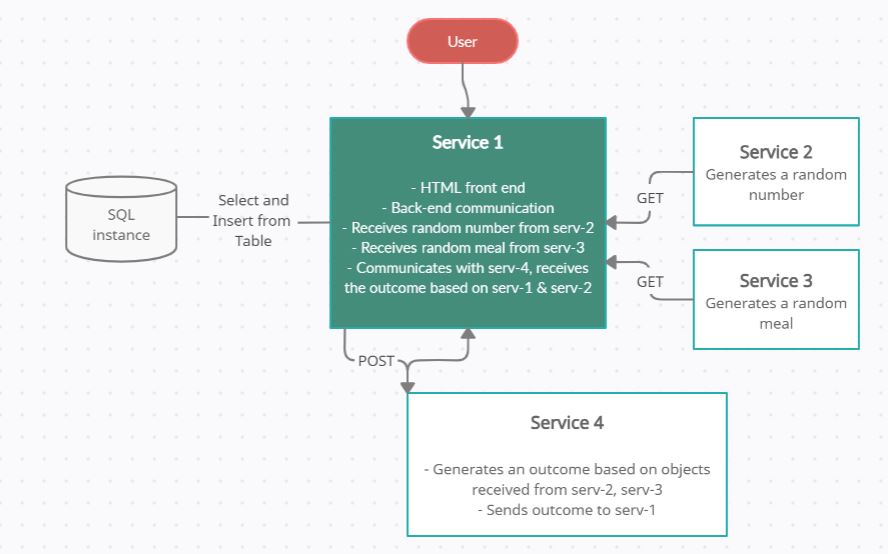 User
Service 1
- HTML front end
- Back-end communication
- Receives random number from serv-2
- Receives random meal from serv-3
- Communicates with serv-4, receives
the outcome based on serv-1 & serv-2
SQL
instance
Select and
Insert from
Table
Service 2
Generates a random
number
GET
Service 3
Generates a random
meal
GET
POST
Service 4
- Generates an outcome based on objects
received from serv-2, serv-3
- Sends outcome to serv-1